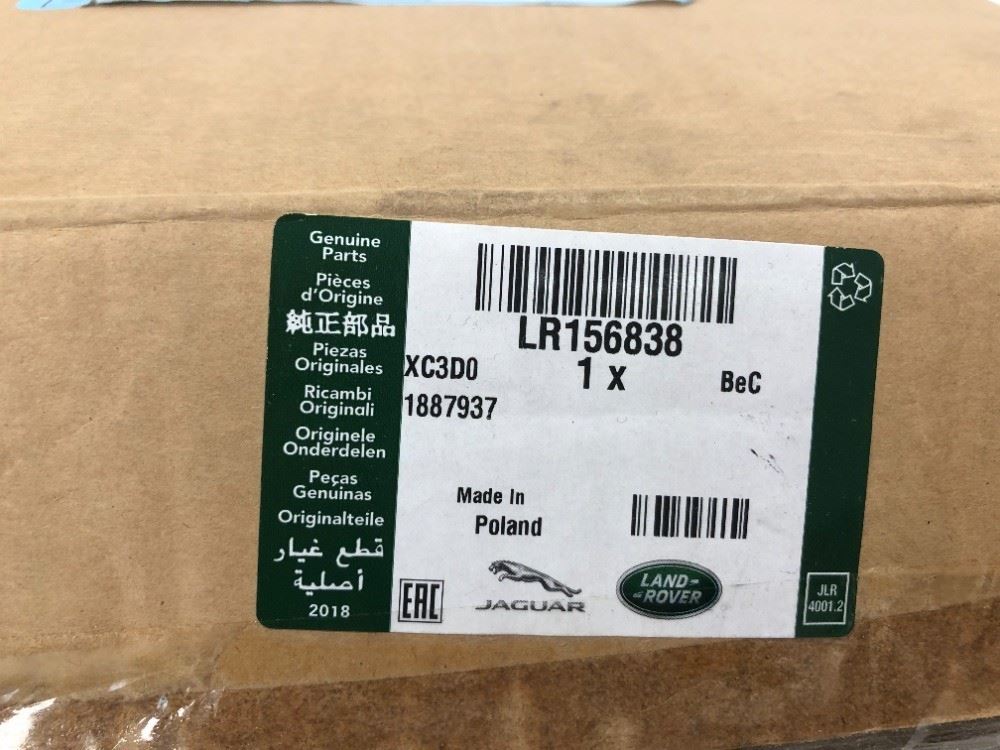 Genuine
Parts
Pièces
d'Origine
純正部品
Piezas
Originales
Ricambi
Originali
Originele
Onderdelen
Peças
Genuinas
Originalteile
قطع غيار
أصلية
2018
LR156838
XC3D0
1 x
BeC
1887937
Made In
Poland
EAC
JAGUAR
LAND-
ROVER
JLR
4001.2